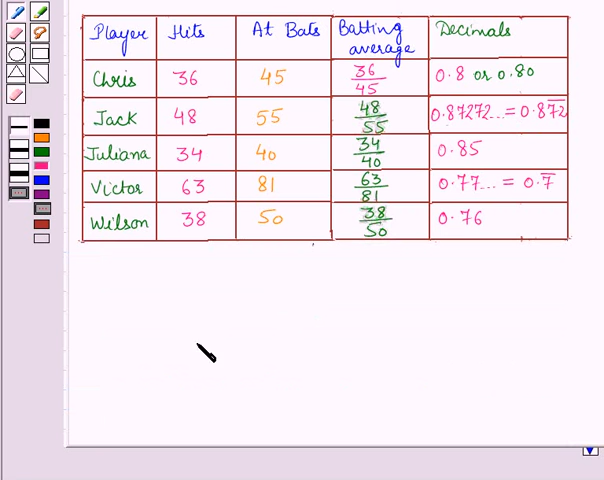 Player Hits At Bats Batting average Decimals
Chris 36 45 36/45 0.8 or 0.80
Jack 48 55 48/55 0.87272... = 0.87̅2̅
Juliana 34 40 34/40 0.85
Victor 63 81 63/81 0.77... = 0.7̅
Wilson 38 50 38/50 0.76